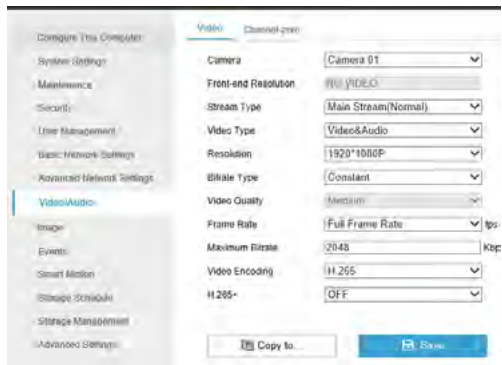 Video Channel-zero
Configure This Computer
System Settings
Maintenance
Security
User Management
Basic Network Settings
Advanced Network Settings
Video/Audio
Image
Events
Smart Motion
Storage Schedule
Storage Management
Advanced Settings
Camera Camera 01
Front-end Resolution NO VIDEO
Stream Type Main Stream(Normal)
Video Type Video&Audio
Resolution 1920*1080P
Bitrate Type Constant
Video Quality Medium
Frame Rate Full Frame Rate fps
Maximum Bitrate 2048 Kbps
Video Encoding H.265
H.265+ OFF
Copy to... Save